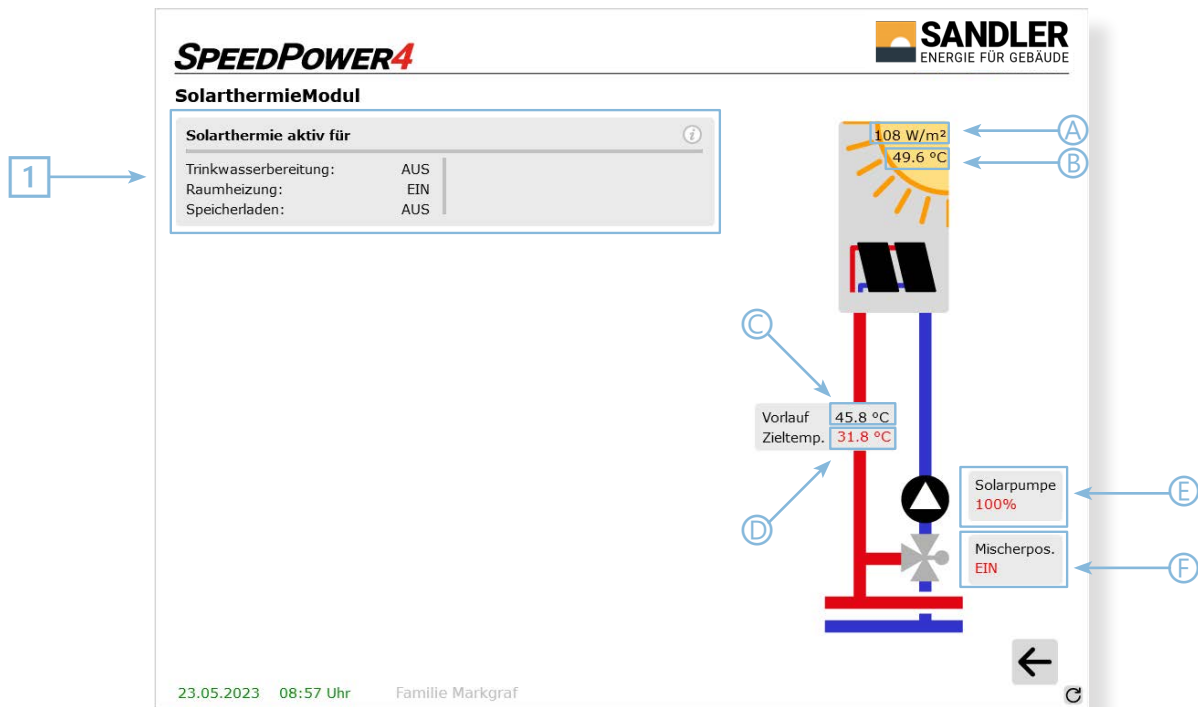 SPEEDPOWER4
SANDLER
ENERGIE FÜR GEBÄUDE
SolarthermieModul
1
Solarthermie aktiv für
i
Trinkwasserbereitung: AUS
Raumheizung: EIN
Speicherladen: AUS
108 W/m²
A
49.6 °C
B
C
Vorlauf 45.8 °C
Zieltemp. 31.8 °C
D
Solarpumpe
100%
E
Mischerpos.
EIN
F
23.05.2023 08:57 Uhr Familie Markgraf